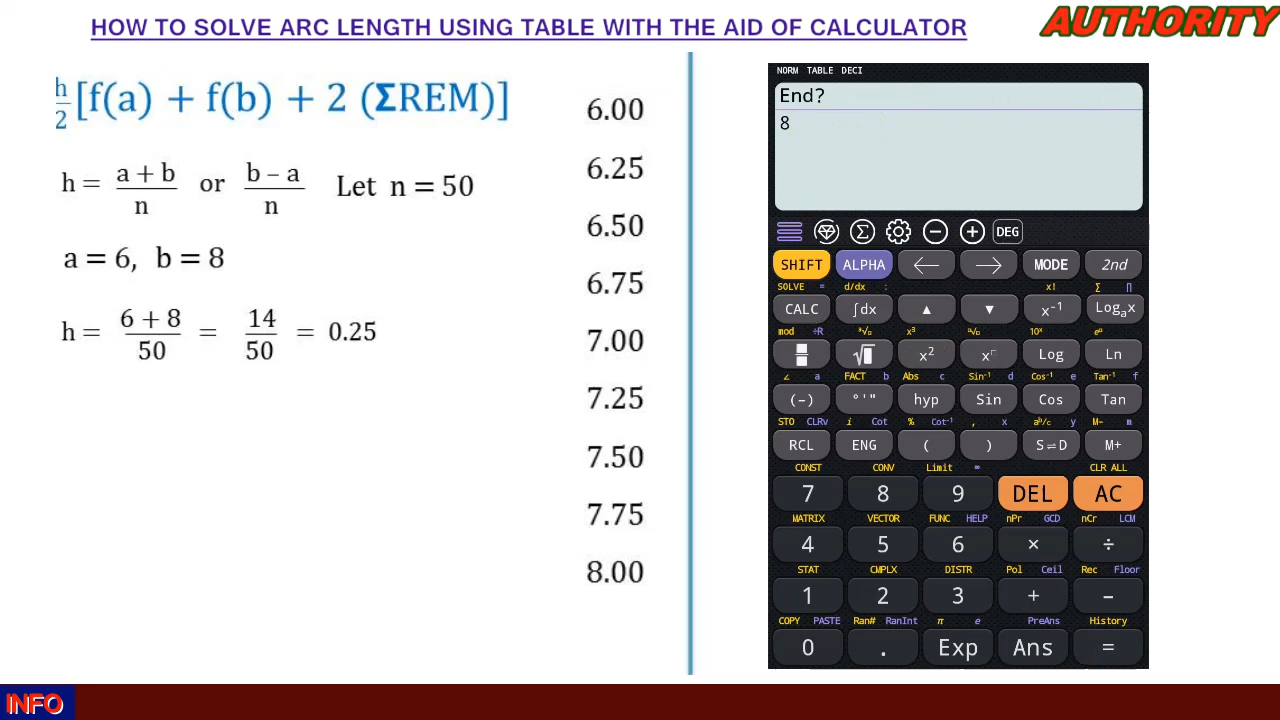 HOW TO SOLVE ARC LENGTH USING TABLE WITH THE AID OF CALCULATOR
AUTHORITY
h/2 [f(a) + f(b) + 2 (ΣREM)]
h = (a + b)/n or (b – a)/n Let n = 50
a = 6, b = 8
h = (6 + 8)/50 = 14/50 = 0.25
6.00
6.25
6.50
6.75
7.00
7.25
7.50
7.75
8.00
NORM TABLE DECI
End?
8
Σ − + DEG
SHIFT ALPHA ← → MODE 2nd
SOLVE = d/dx : x! Σ ∏
CALC ∫dx ▲ ▼ x⁻¹ Logₐx
mod ÷R ³√□ x³ □√□ 10ˣ e□
√ x² x□ Log Ln
∠ a FACT b Abs c Sin⁻¹ d Cos⁻¹ e Tan⁻¹ f
(−) °'" hyp Sin Cos Tan
STO CLRv i Cot % Cot⁻¹ , x aᵇ/c y M− m
RCL ENG ( ) S⇌D M+
CONST CONV Limit ∞ CLR ALL
7 8 9 DEL AC
MATRIX VECTOR FUNC HELP nPr GCD nCr LCM
4 5 6 × ÷
STAT CMPLX DISTR Pol Ceil Rec Floor
1 2 3 + −
COPY PASTE Ran# RanInt π e PreAns History
0 . Exp Ans =
INFO